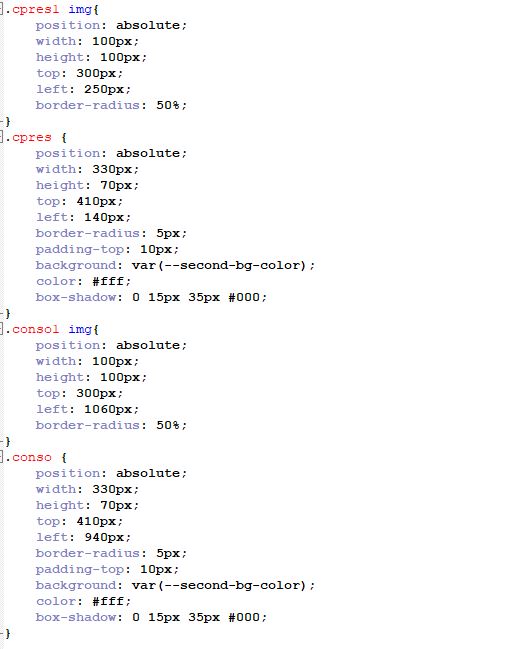 .cpresl img{
position: absolute;
width: 100px;
height: 100px;
top: 300px;
left: 250px;
border-radius: 50%;
}
.cpres {
position: absolute;
width: 330px;
height: 70px;
top: 410px;
left: 140px;
border-radius: 5px;
padding-top: 10px;
background: var(--second-bg-color);
color: #fff;
box-shadow: 0 15px 35px #000;
}
.consol img{
position: absolute;
width: 100px;
height: 100px;
top: 300px;
left: 1060px;
border-radius: 50%;
}
.conso {
position: absolute;
width: 330px;
height: 70px;
top: 410px;
left: 940px;
border-radius: 5px;
padding-top: 10px;
background: var(--second-bg-color);
color: #fff;
box-shadow: 0 15px 35px #000;
}